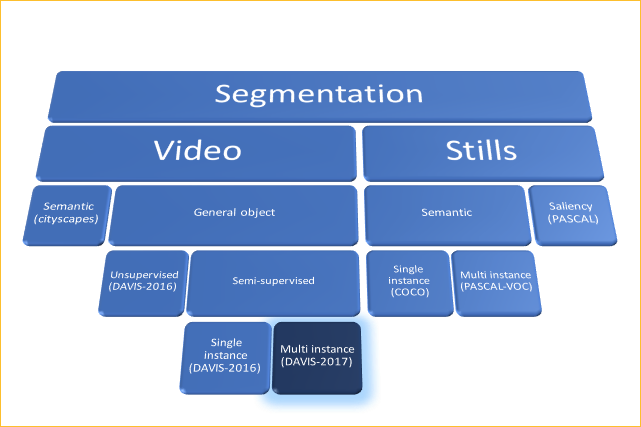 Segmentation
Video
Stills
Semantic
(cityscapes)
General object
Semantic
Saliency
(PASCAL)
Unsupervised
(DAVIS-2016)
Semi-supervised
Single
instance
(COCO)
Multi instance
(PASCAL-VOC)
Single
instance
(DAVIS-2016)
Multi instance
(DAVIS-2017)